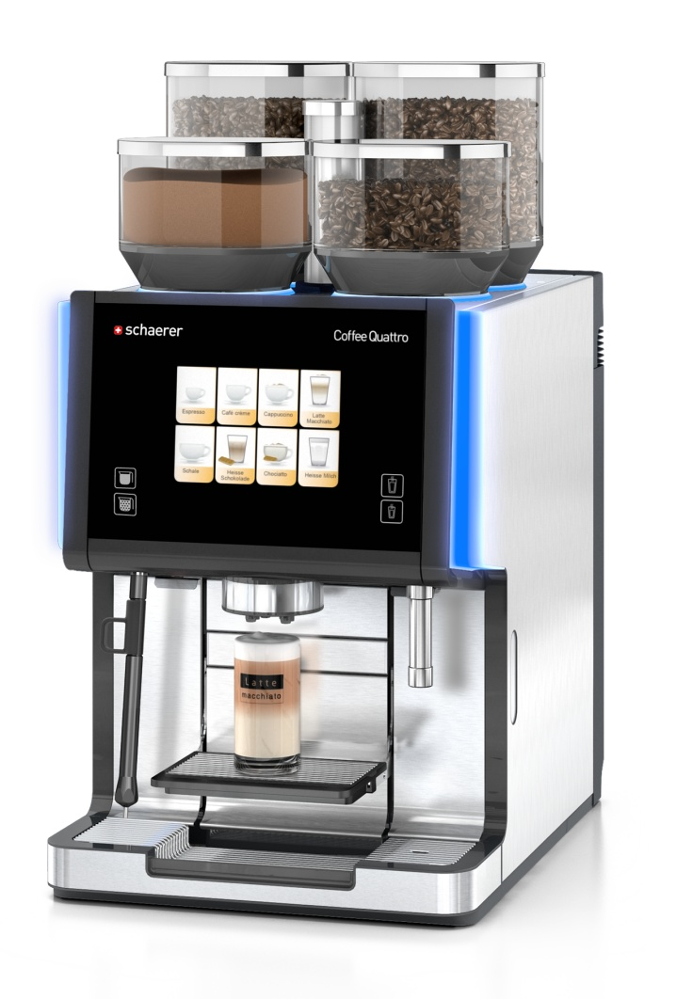 schaerer
Coffee Quattro
Espresso
Café crème
Cappuccino
Latte
Macchiato
Schale
Heisse
Schokolade
Chociatto
Heisse Milch
Latte
macchiato